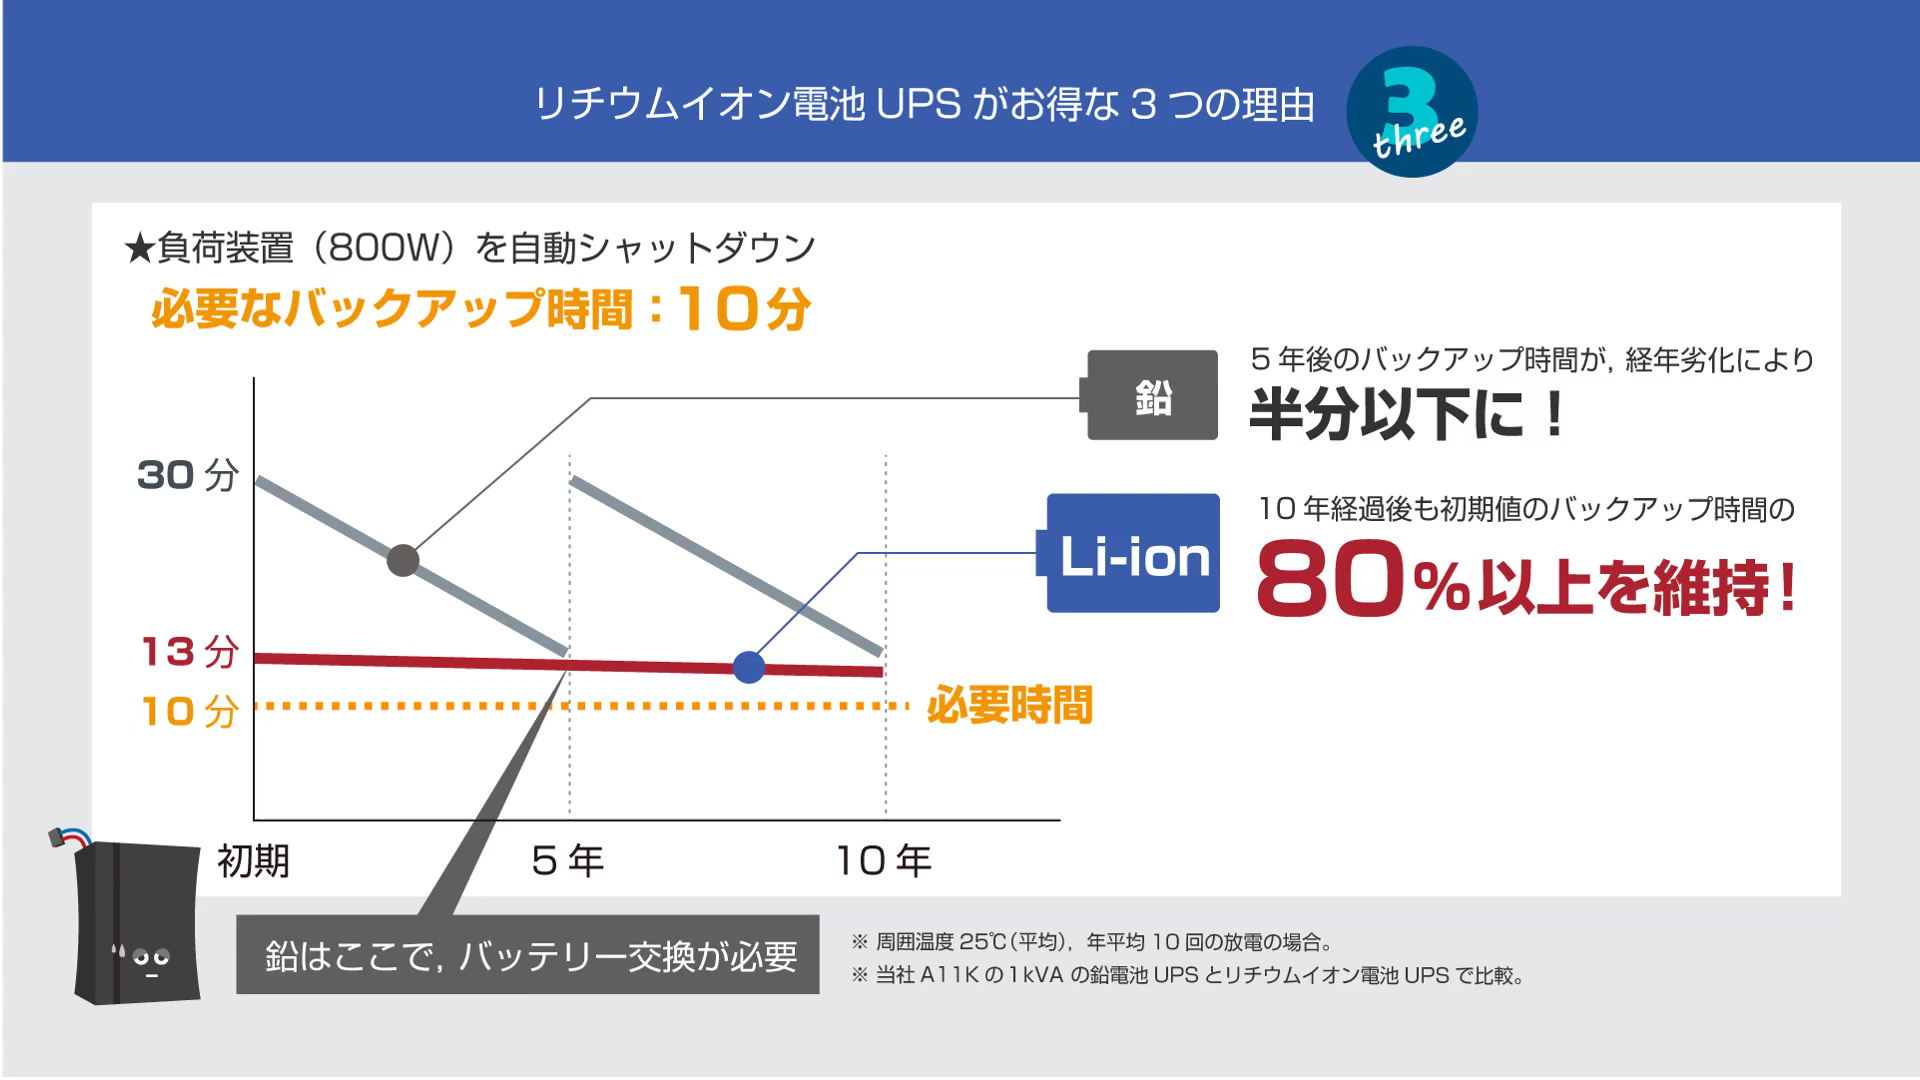 リチウムイオン電池 UPS がお得な 3 つの理由
3
three
★負荷装置（800W）を自動シャットダウン
必要なバックアップ時間：10分
鉛
5 年後のバックアップ時間が, 経年劣化により
半分以下に！
30 分
Li-ion
10 年経過後も初期値のバックアップ時間の
80％以上を維持！
13 分
10 分
必要時間
初期
5 年
10 年
鉛はここで, バッテリー交換が必要
※ 周囲温度 25℃（平均），年平均 10 回の放電の場合。
※ 当社 A11K の 1kVA の鉛電池 UPS とリチウムイオン電池 UPS で比較。